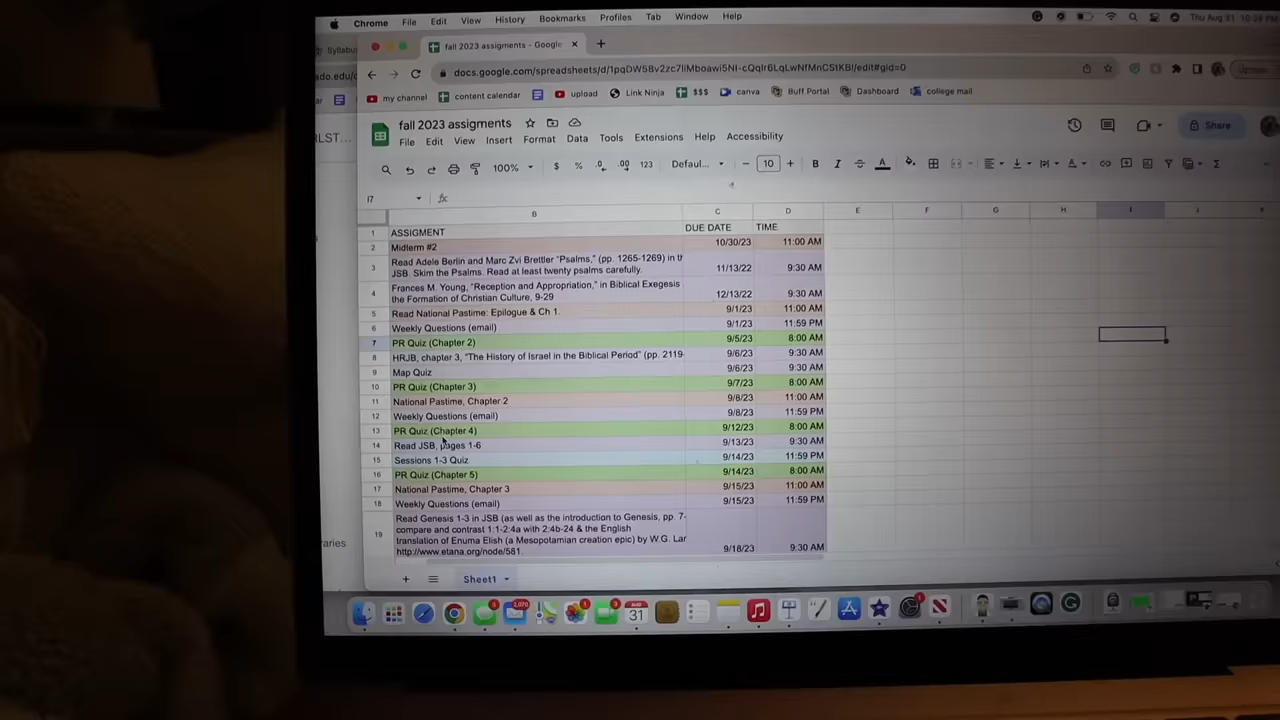 Chrome File Edit View History Bookmarks Profiles Tab Window Help Thu Aug 31
Syllabu
fall 2023 assigments - Google
docs.google.com/spreadsheets/d/
my channel content calendar upload Link Ninja $$$ canva Buff Portal Dashboard college mail
fall 2023 assigments
File Edit View Insert Format Data Tools Extensions Help Accessibility Share
100% $ % .0 .00 123 Defaul... 10 B I A
I7 fx
B C D E F G H I J
1 ASSIGMENT DUE DATE TIME
2 Midterm #2 10/30/23 11:00 AM
3 Read Adele Berlin and Marc Zvi Brettler "Psalms," (pp. 1265-1269) in th
JSB. Skim the Psalms. Read at least twenty psalms carefully. 11/13/22 9:30 AM
4 Frances M. Young, "Reception and Appropriation," in Biblical Exegesis
the Formation of Christian Culture, 9-29 12/13/22 9:30 AM
5 Read National Pastime: Epilogue & Ch 1. 9/1/23 11:00 AM
6 Weekly Questions (email) 9/1/23 11:59 PM
7 PR Quiz (Chapter 2) 9/5/23 8:00 AM
8 HRJB, chapter 3, "The History of Israel in the Biblical Period" (pp. 2119- 9/6/23 9:30 AM
9 Map Quiz 9/6/23 9:30 AM
10 PR Quiz (Chapter 3) 9/7/23 8:00 AM
11 National Pastime, Chapter 2 9/8/23 11:00 AM
12 Weekly Questions (email) 9/8/23 11:59 PM
13 PR Quiz (Chapter 4) 9/12/23 8:00 AM
14 Read JSB, pages 1-6 9/13/23 9:30 AM
15 Sessions 1-3 Quiz 9/14/23 11:59 PM
16 PR Quiz (Chapter 5) 9/14/23 8:00 AM
17 National Pastime, Chapter 3 9/15/23 11:00 AM
18 Weekly Questions (email) 9/15/23 11:59 PM
19 Read Genesis 1-3 in JSB (as well as the introduction to Genesis, pp. 7-
compare and contrast 1:1-2:4a with 2:4b-24 & the English
translation of Enuma Elish (a Mesopotamian creation epic) by W.G. Lar
http://www.etana.org/node/581. 9/18/23 9:30 AM
Sheet1